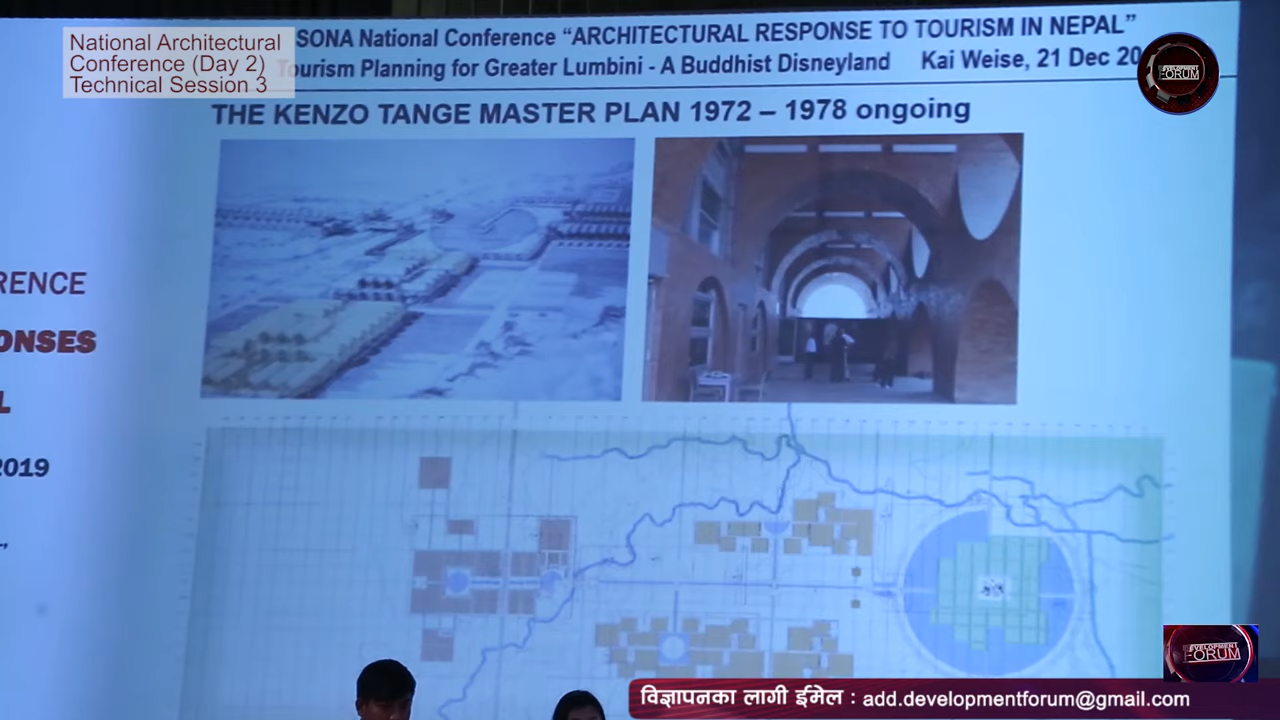 National Architectural
Conference (Day 2)
Technical Session 3
SONA National Conference “ARCHITECTURAL RESPONSE TO TOURISM IN NEPAL”
Tourism Planning for Greater Lumbini - A Buddhist Disneyland Kai Weise, 21 Dec 20
DEVELOPMENT
FORUM
THE KENZO TANGE MASTER PLAN 1972 – 1978 ongoing
RENCE
ONSES
L
2019
DEVELOPMENT
FORUM
विज्ञापनका लागी ईमेल : add.developmentforum@gmail.com